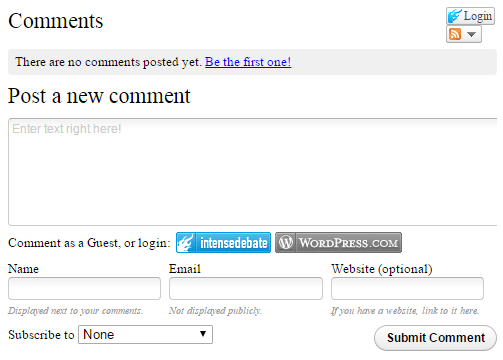 Comments
Login
There are no comments posted yet. Be the first one!
Post a new comment
Enter text right here!
Comment as a Guest, or login: intensedebate WORDPRESS.COM
Name Email Website (optional)
Displayed next to your comments. Not displayed publicly. If you have a website, link to it here.
Subscribe to None Submit Comment